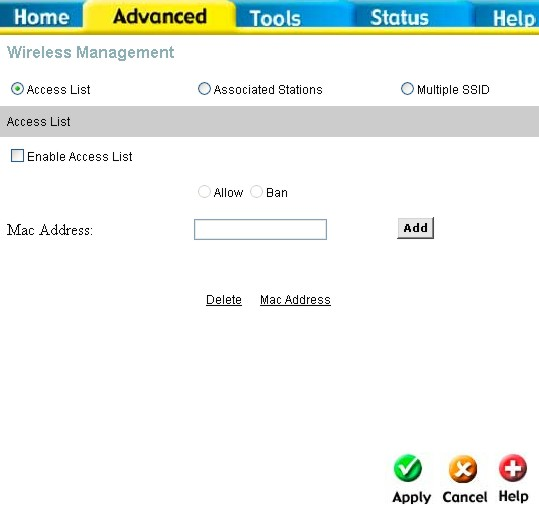 Home Advanced Tools Status Help
Wireless Management
Access List Associated Stations Multiple SSID
Access List
Enable Access List
Allow Ban
Mac Address: Add
Delete Mac Address
Apply Cancel Help